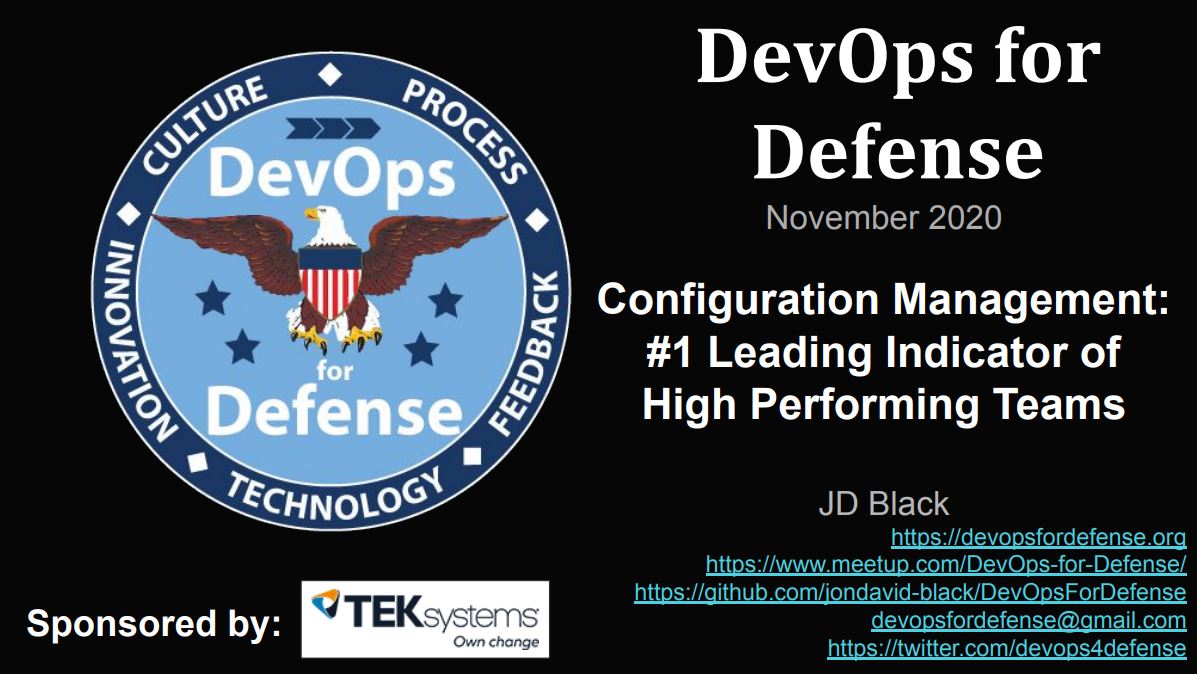 CULTURE
PROCESS
FEEDBACK
TECHNOLOGY
INNOVATION
DevOps
for
Defense
DevOps for
Defense
November 2020
Configuration Management:
#1 Leading Indicator of
High Performing Teams
JD Black
https://devopsfordefense.org
https://www.meetup.com/DevOps-for-Defense/
https://github.com/jondavid-black/DevOpsForDefense
devopsfordefense@gmail.com
https://twitter.com/devops4defense
Sponsored by:
TEKsystems
Own change